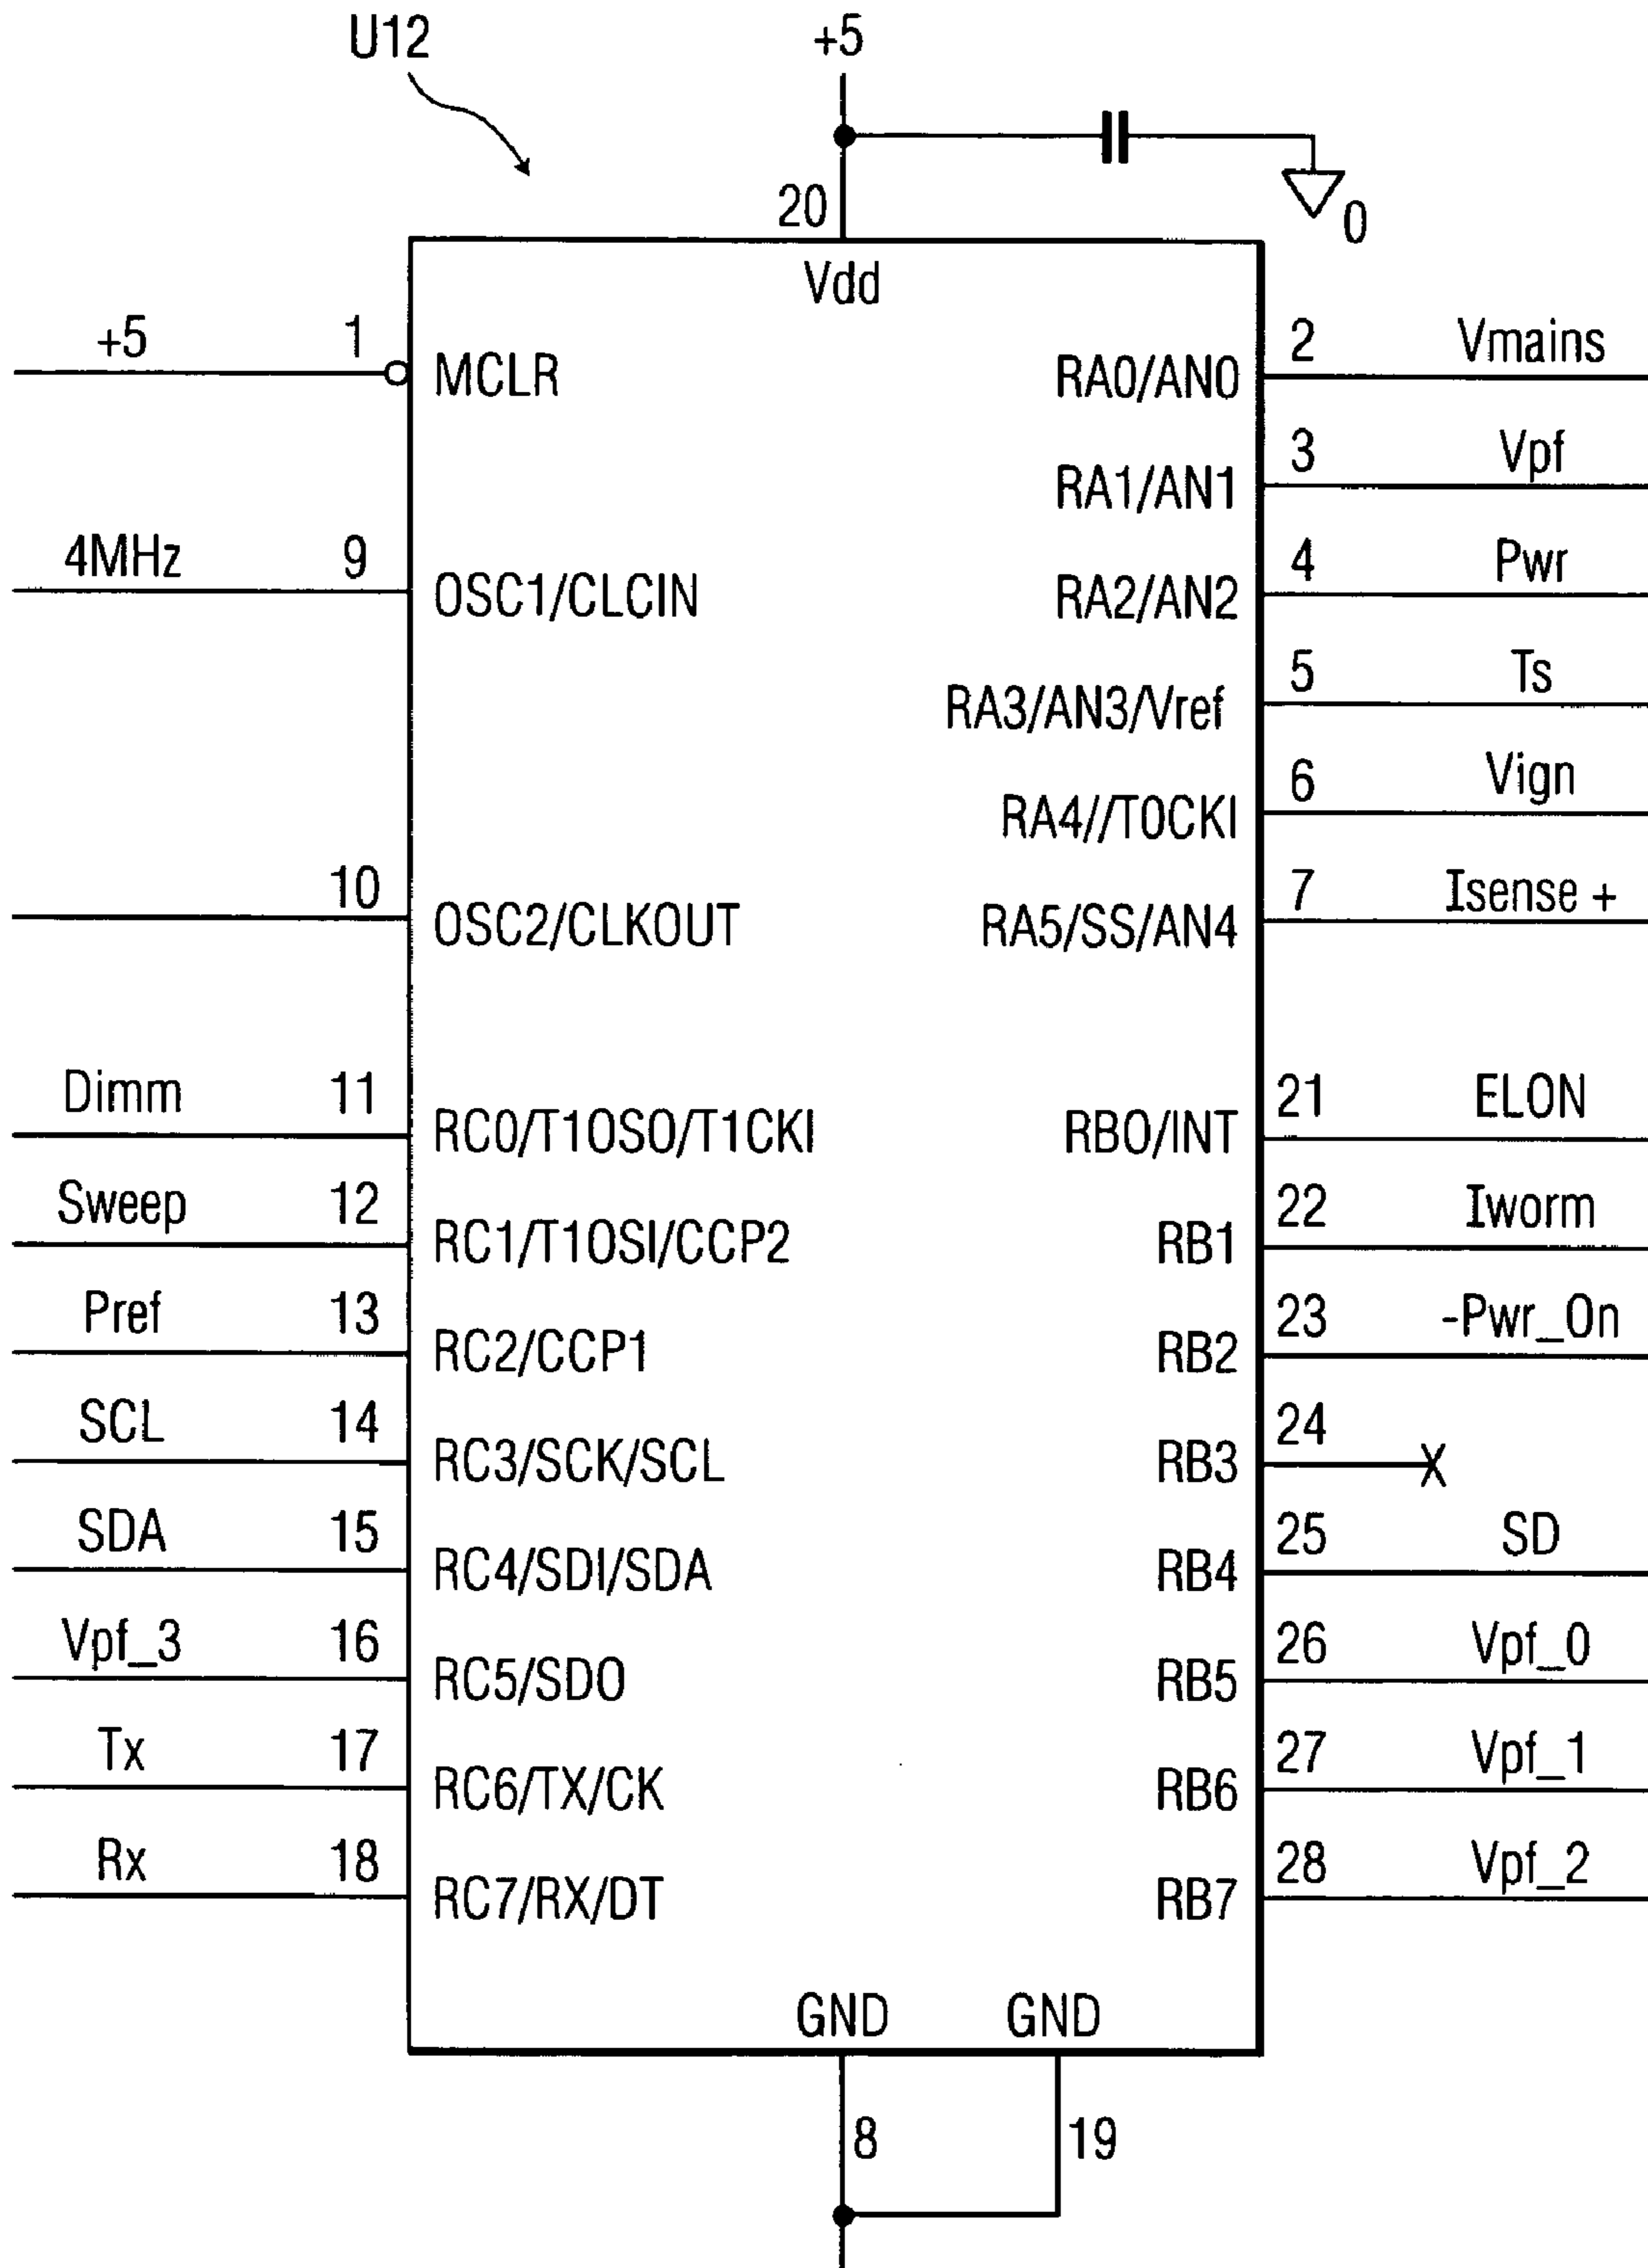 U12
+5
20
0
Vdd
+5 1 MCLR RA0/AN0 2 Vmains
RA1/AN1 3 Vpf
4MHz 9 OSC1/CLCIN RA2/AN2 4 Pwr
RA3/AN3/Vref 5 Ts
RA4//T0CKI 6 Vign
10 OSC2/CLKOUT RA5/SS/AN4 7 Isense +
Dimm 11 RC0/T1OSO/T1CKI RB0/INT 21 ELON
Sweep 12 RC1/T1OSI/CCP2 RB1 22 Iworm
Pref 13 RC2/CCP1 RB2 23 -Pwr_On
SCL 14 RC3/SCK/SCL RB3 24 X
SDA 15 RC4/SDI/SDA RB4 25 SD
Vpf_3 16 RC5/SDO RB5 26 Vpf_0
Tx 17 RC6/TX/CK RB6 27 Vpf_1
Rx 18 RC7/RX/DT RB7 28 Vpf_2
GND GND
8 19